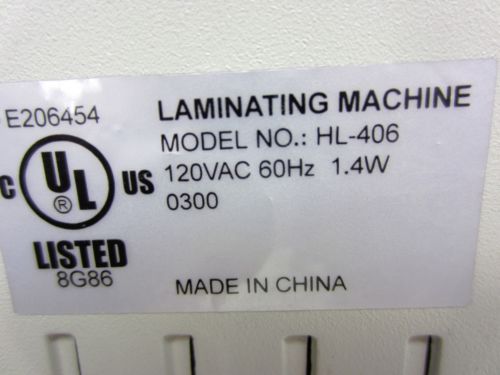 E206454
C UL US
®
LISTED
8G86
LAMINATING MACHINE
MODEL NO.: HL-406
120VAC 60Hz 1.4W
0300
MADE IN CHINA